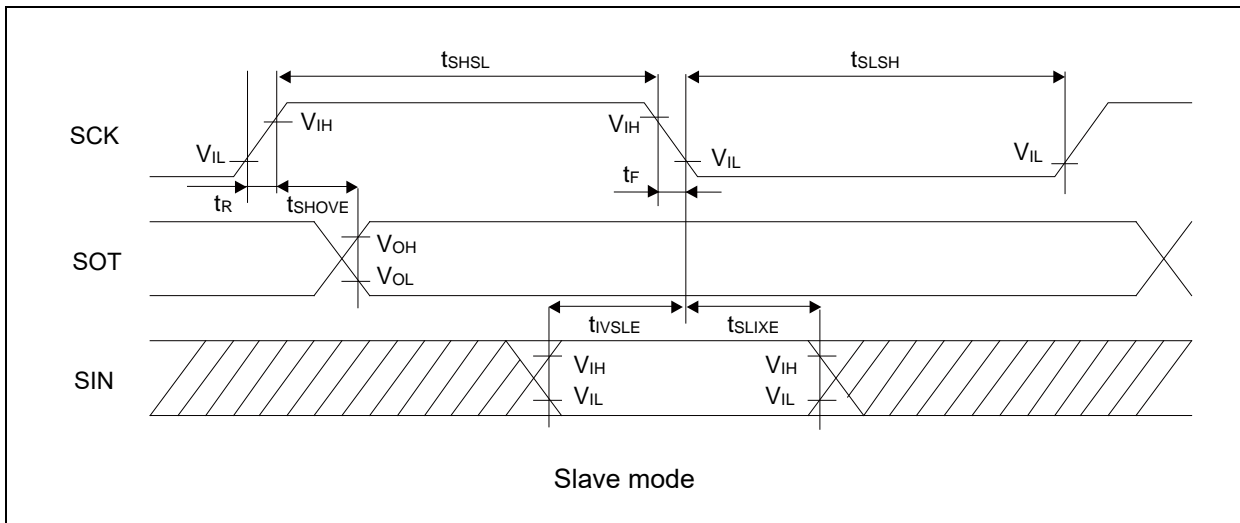 tSHSL
tSLSH
SCK
VIH
VIH
VIL
VIL
VIL
tR
tSHOVE
tF
SOT
VOH
VOL
tIVSLE
tSLIXE
SIN
VIH
VIH
VIL
VIL
Slave mode